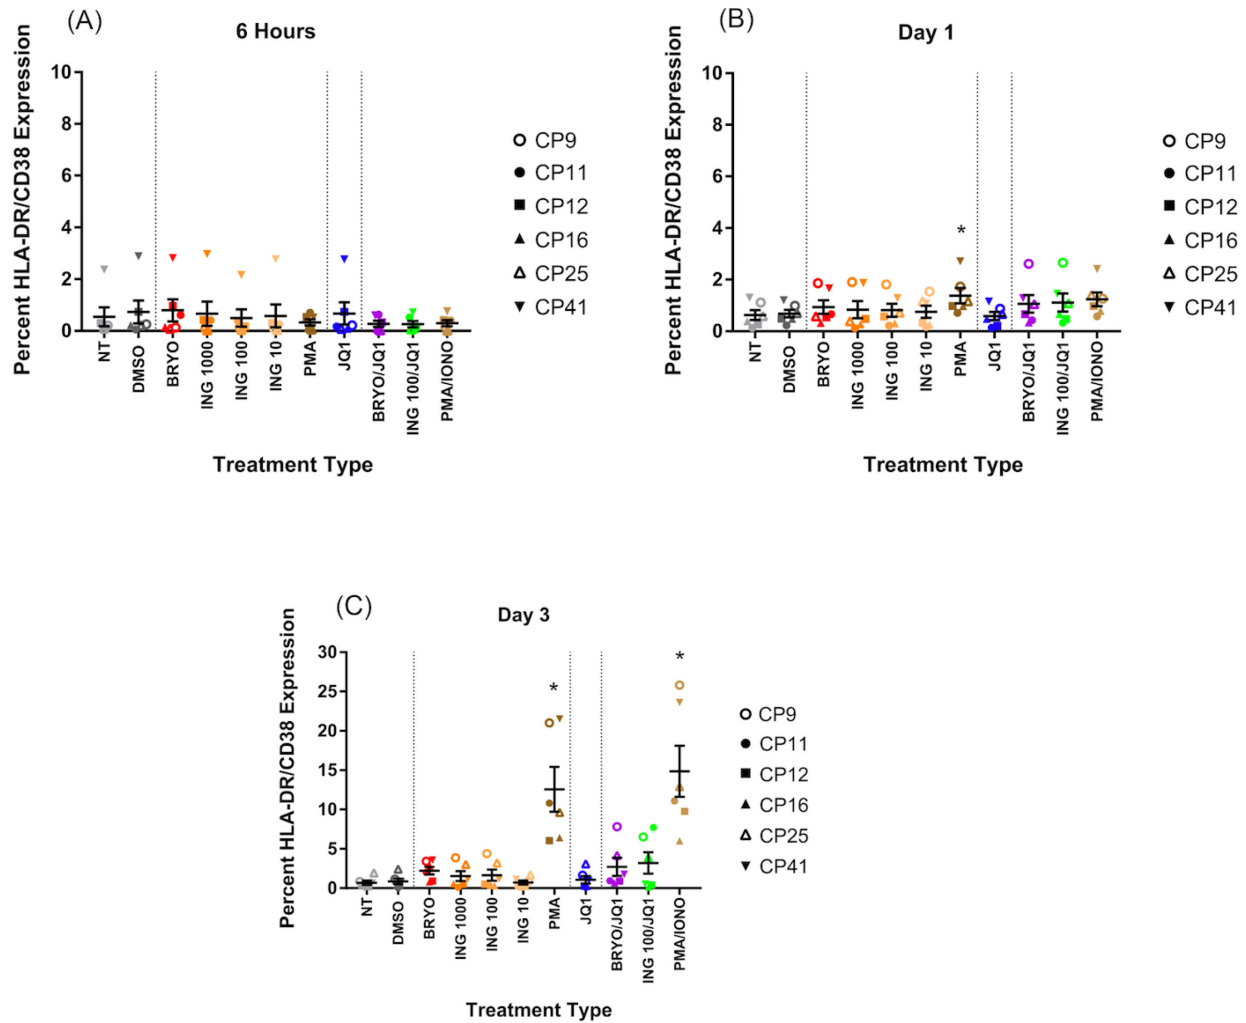 (A)
6 Hours
Percent HLA-DR/CD38 Expression
10
8
6
4
2
0
NT
DMSO
BRYO
ING 1000
ING 100
ING 10
PMA
JQ1
BRYO/JQ1
ING 100/JQ1
PMA/IONO
Treatment Type
CP9
CP11
CP12
CP16
CP25
CP41
(B)
Day 1
Percent HLA-DR/CD38 Expression
10
8
6
4
2
0
*
NT
DMSO
BRYO
ING 1000
ING 100
ING 10
PMA
JQ1
BRYO/JQ1
ING 100/JQ1
PMA/IONO
Treatment Type
CP9
CP11
CP12
CP16
CP25
CP41
(C)
Day 3
Percent HLA-DR/CD38 Expression
30
25
20
15
10
5
0
*
*
NT
DMSO
BRYO
ING 1000
ING 100
ING 10
PMA
JQ1
BRYO/JQ1
ING 100/JQ1
PMA/IONO
Treatment Type
CP9
CP11
CP12
CP16
CP25
CP41